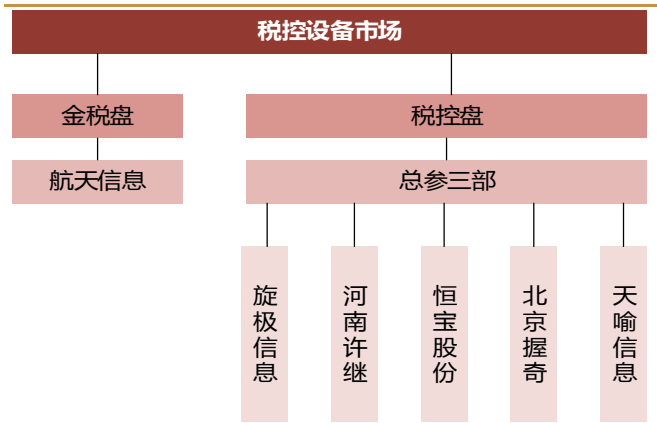 税控设备市场
金税盘
税控盘
航天信息
总参三部
旋极信息
河南许继
恒宝股份
北京握奇
天喻信息